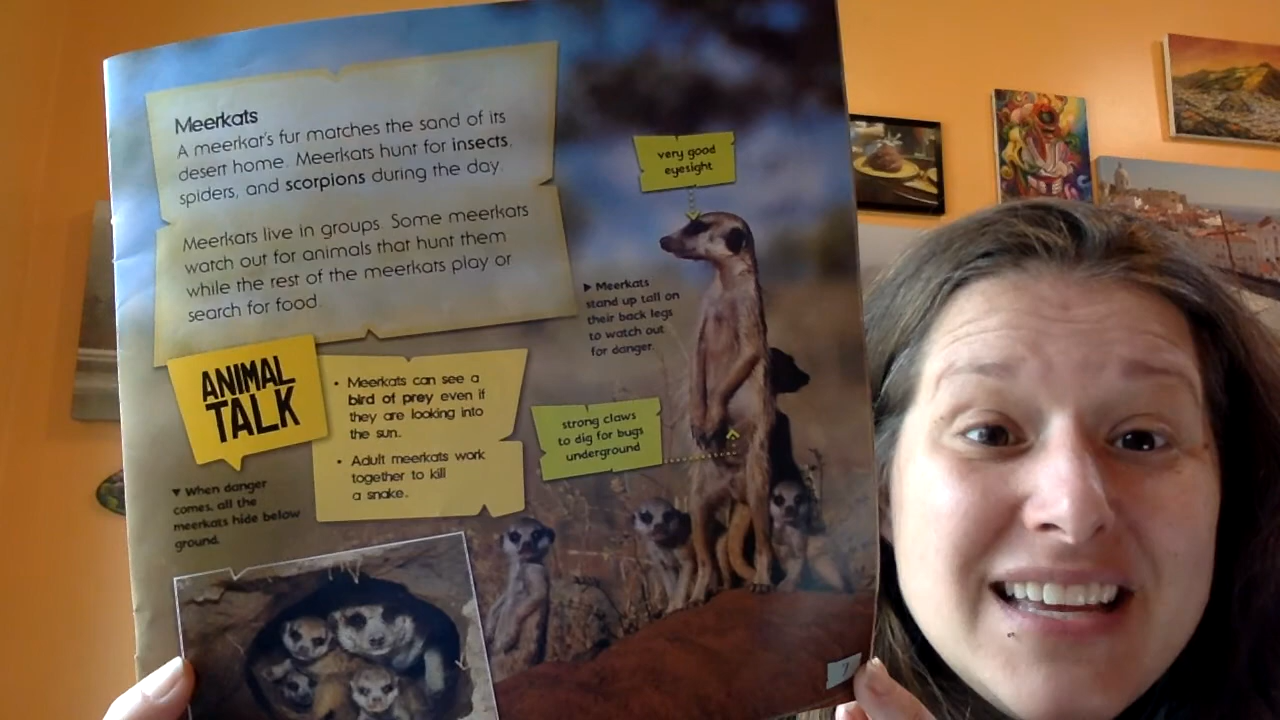 Meerkats
A meerkat's fur matches the sand of its
desert home. Meerkats hunt for insects,
spiders, and scorpions during the day.
Meerkats live in groups. Some meerkats
watch out for animals that hunt them
while the rest of the meerkats play or
search for food.
very good
eyesight
▶ Meerkats
stand up tall on
their back legs
to watch out
for danger.
ANIMAL
TALK
• Meerkats can see a
bird of prey even if
they are looking into
the sun.
• Adult meerkats work
together to kill
a snake.
strong claws
to dig for bugs
underground
▼ When danger
comes, all the
meerkats hide below
ground.
7